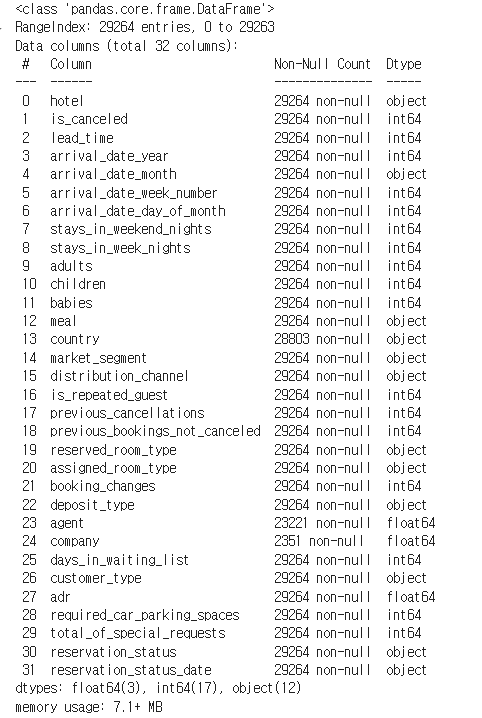 <class 'pandas.core.frame.DataFrame'>
RangeIndex: 29264 entries, 0 to 29263
Data columns (total 32 columns):
 #   Column                          Non-Null Count  Dtype
---  ------                          --------------  -----
 0   hotel                           29264 non-null  object
 1   is_canceled                     29264 non-null  int64
 2   lead_time                       29264 non-null  int64
 3   arrival_date_year               29264 non-null  int64
 4   arrival_date_month              29264 non-null  object
 5   arrival_date_week_number        29264 non-null  int64
 6   arrival_date_day_of_month       29264 non-null  int64
 7   stays_in_weekend_nights         29264 non-null  int64
 8   stays_in_week_nights            29264 non-null  int64
 9   adults                          29264 non-null  int64
 10  children                        29264 non-null  int64
 11  babies                          29264 non-null  int64
 12  meal                            29264 non-null  object
 13  country                         28803 non-null  object
 14  market_segment                  29264 non-null  object
 15  distribution_channel            29264 non-null  object
 16  is_repeated_guest               29264 non-null  int64
 17  previous_cancellations          29264 non-null  int64
 18  previous_bookings_not_canceled  29264 non-null  int64
 19  reserved_room_type              29264 non-null  object
 20  assigned_room_type              29264 non-null  object
 21  booking_changes                 29264 non-null  int64
 22  deposit_type                    29264 non-null  object
 23  agent                           23221 non-null  float64
 24  company                         2351 non-null   float64
 25  days_in_waiting_list            29264 non-null  int64
 26  customer_type                   29264 non-null  object
 27  adr                             29264 non-null  float64
 28  required_car_parking_spaces     29264 non-null  int64
 29  total_of_special_requests       29264 non-null  int64
 30  reservation_status              29264 non-null  object
 31  reservation_status_date         29264 non-null  object
dtypes: float64(3), int64(17), object(12)
memory usage: 7.1+ MB